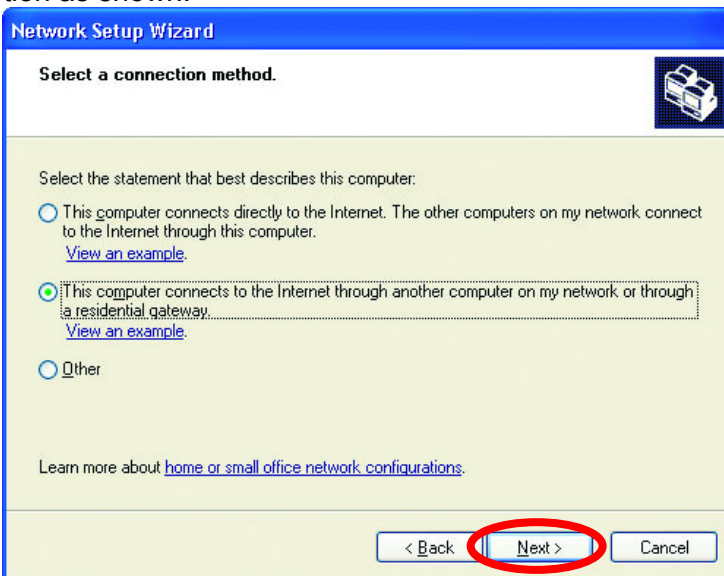 tion as shown.
Network Setup Wizard
Select a connection method.
Select the statement that best describes this computer:
This computer connects directly to the Internet. The other computers on my network connect
to the Internet through this computer.
View an example.
This computer connects to the Internet through another computer on my network or through
a residential gateway.
View an example.
Other
Learn more about home or small office network configurations.
< Back Next > Cancel